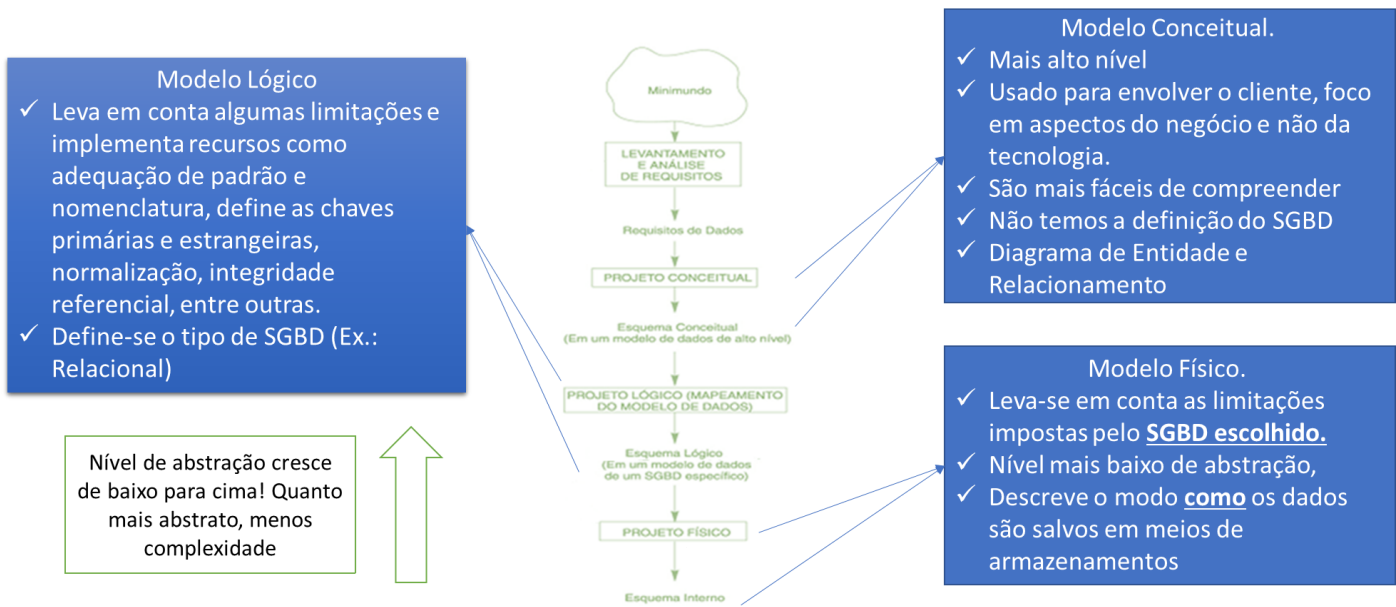 Modelo Lógico
✓ Leva em conta algumas limitações e
implementa recursos como
adequação de padrão e
nomenclatura, define as chaves
primárias e estrangeiras,
normalização, integridade
referencial, entre outras.
✓ Define-se o tipo de SGBD (Ex.:
Relacional)
Nível de abstração cresce
de baixo para cima! Quanto
mais abstrato, menos
complexidade
Minimundo
LEVANTAMENTO
E ANÁLISE
DE REQUISITOS
Requisitos de Dados
PROJETO CONCEITUAL
Esquema Conceitual
(Em um modelo de dados de alto nível)
PROJETO LÓGICO (MAPEAMENTO
DO MODELO DE DADOS)
Esquema Lógico
(Em um modelo de dados
de um SGBD específico)
PROJETO FÍSICO
Esquema Interno
Modelo Conceitual.
✓ Mais alto nível
✓ Usado para envolver o cliente, foco
em aspectos do negócio e não da
tecnologia.
✓ São mais fáceis de compreender
✓ Não temos a definição do SGBD
✓ Diagrama de Entidade e
Relacionamento
Modelo Físico.
✓ Leva-se em conta as limitações
impostas pelo SGBD escolhido.
✓ Nível mais baixo de abstração,
✓ Descreve o modo como os dados
são salvos em meios de
armazenamentos